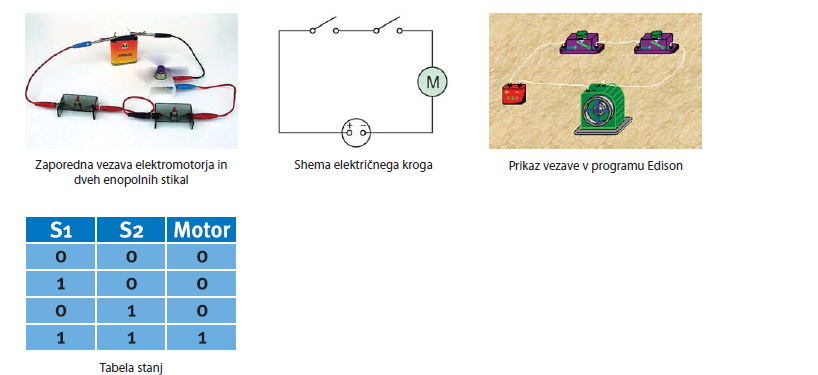 Zaporedna vezava elektromotorja in
dveh enopolnih stikal
Shema električnega kroga
M
+ −
Prikaz vezave v programu Edison
S1 S2 Motor
0 0 0
1 0 0
0 1 0
1 1 1
Tabela stanj